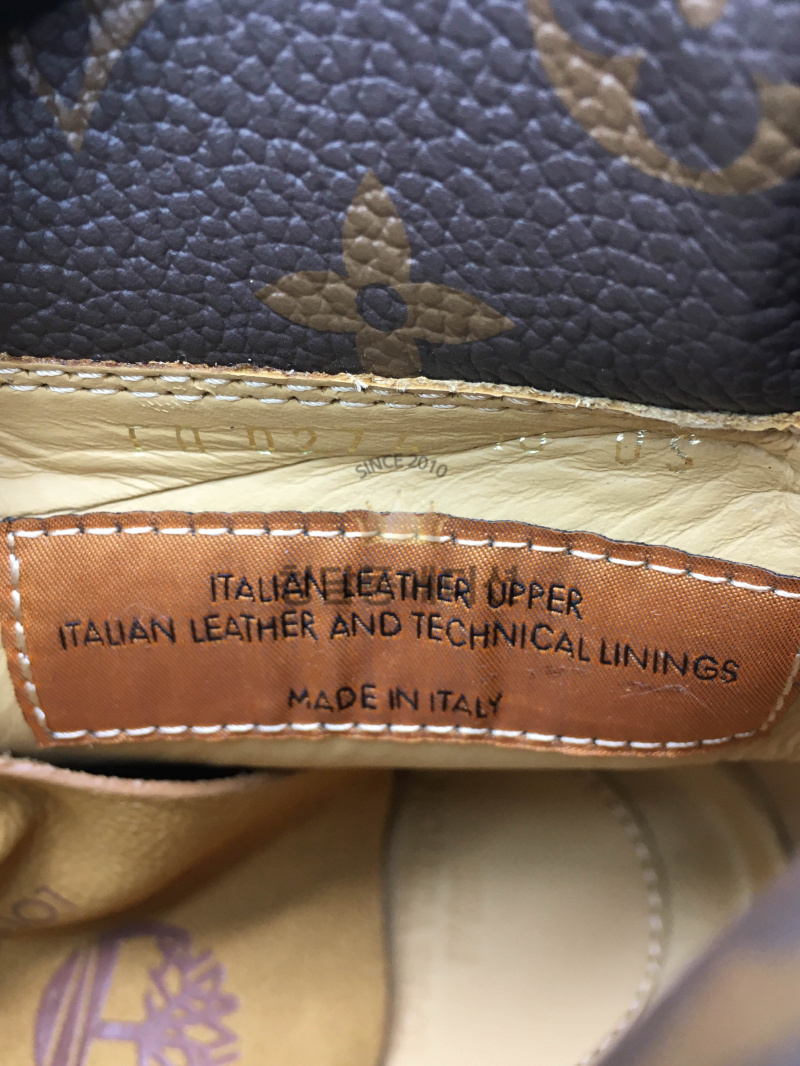 SINCE 2010
ITALIAN LEATHER UPPER
ITALIAN LEATHER AND TECHNICAL LININGS
MADE IN ITALY